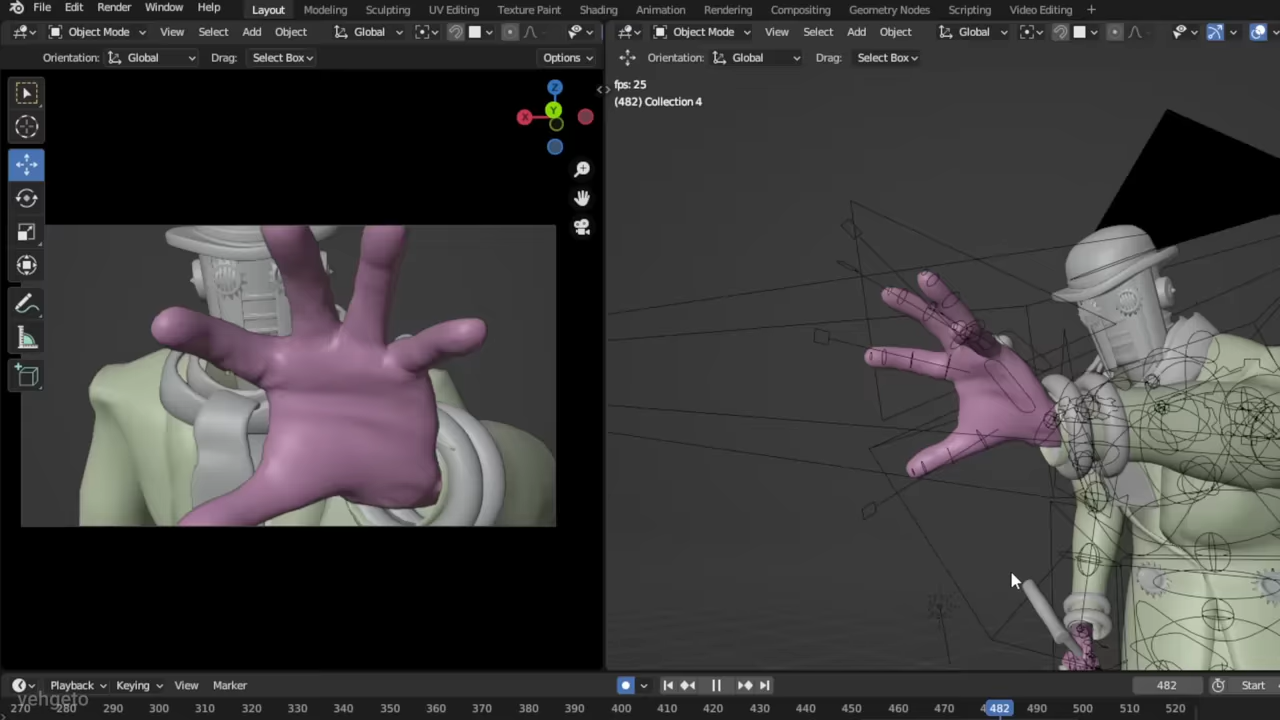 File Edit Render Window Help Layout Modeling Sculpting UV Editing Texture Paint Shading Animation Rendering Compositing Geometry Nodes Scripting Video Editing +
Object Mode View Select Add Object Global
Object Mode View Select Add Object Global
Orientation: Global Drag: Select Box Options
Orientation: Global Drag: Select Box
fps: 25
(482) Collection 4
Z
Y
X
Playback Keying View Marker
482 Start
yehgeto
270 280 290 300 310 320 330 340 350 360 370 380 390 400 410 420 430 440 450 460 470 482 490 500 510 520